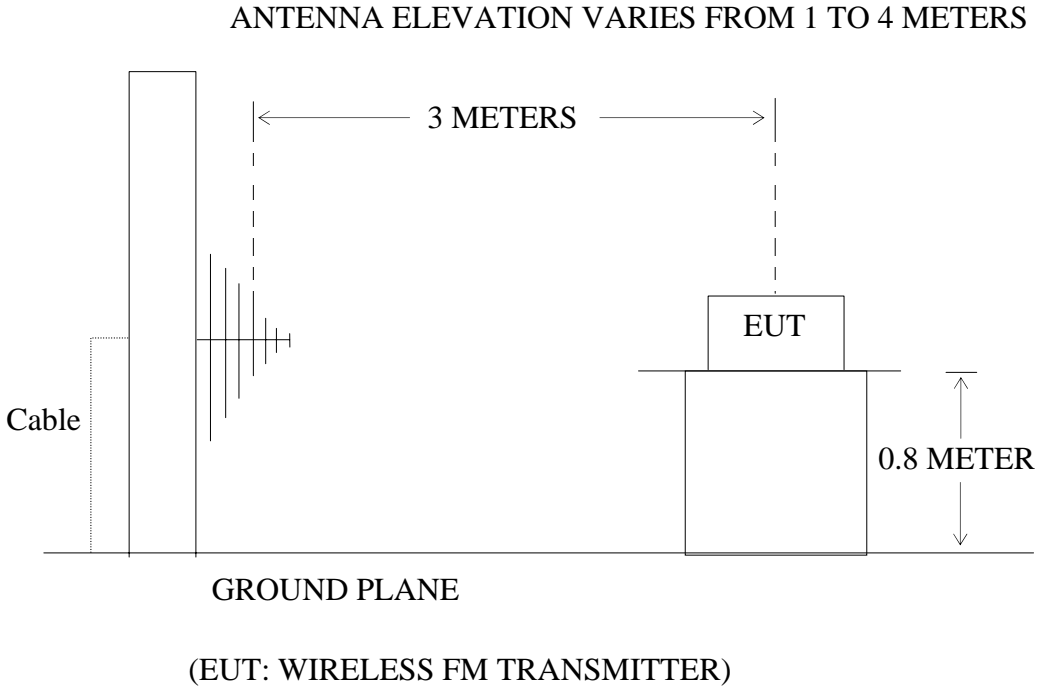 ANTENNA ELEVATION VARIES FROM 1 TO 4 METERS
3 METERS
EUT
Cable
0.8 METER
GROUND PLANE
(EUT: WIRELESS FM TRANSMITTER)